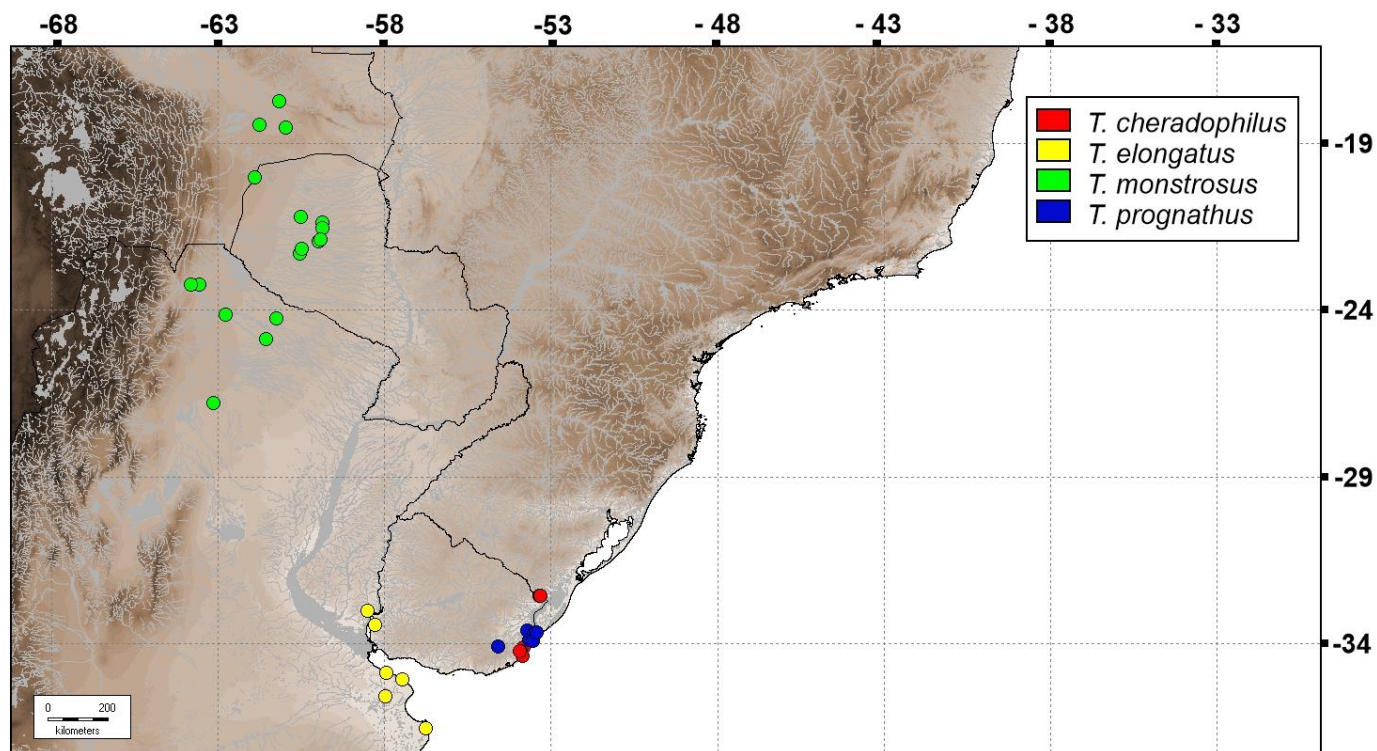 -68 -63 -58 -53 -48 - 43 - 38 - 33
T. cheradophilus
T. elongatus
T. monstrosus
T. prognathus
-19
-24
-29
-34
0 200
kilometers